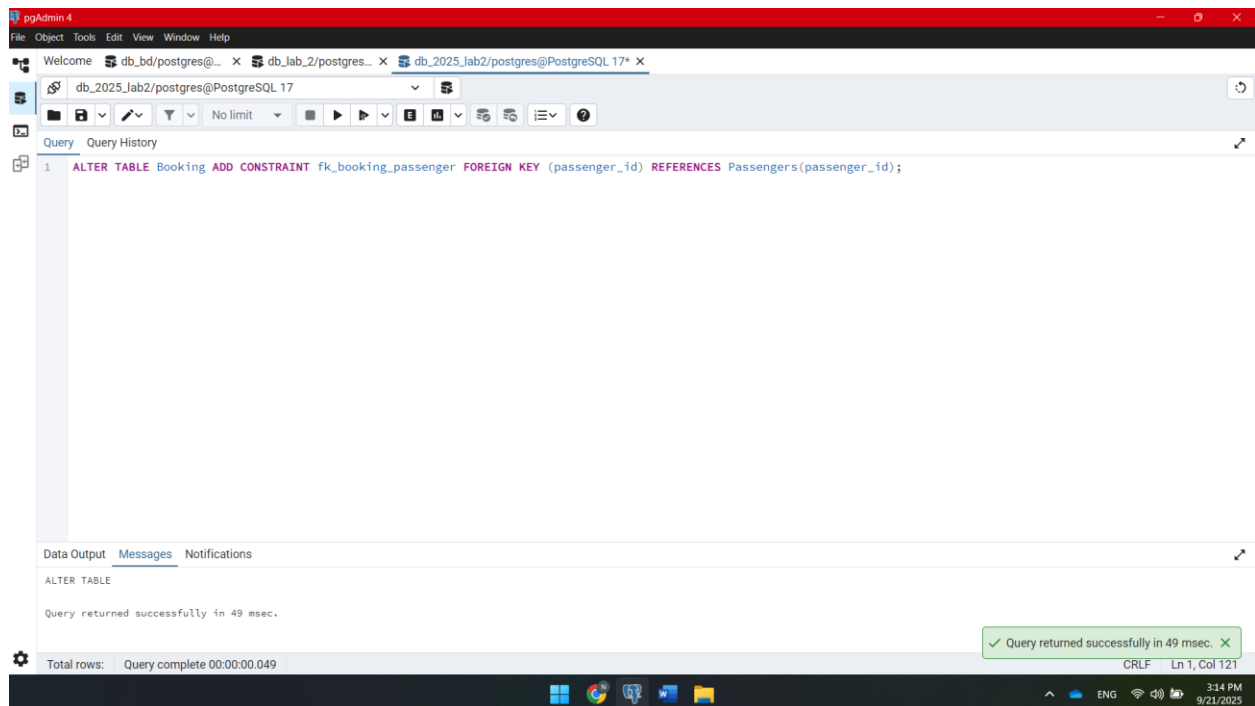 pgAdmin 4
File Object Tools Edit View Window Help
Welcome db_bd/postgres@... db_lab_2/postgres... db_2025_lab2/postgres@PostgreSQL 17*
db_2025_lab2/postgres@PostgreSQL 17
No limit
Query Query History
1 ALTER TABLE Booking ADD CONSTRAINT fk_booking_passenger FOREIGN KEY (passenger_id) REFERENCES Passengers(passenger_id);
Data Output Messages Notifications
ALTER TABLE
Query returned successfully in 49 msec.
Query returned successfully in 49 msec.
Total rows: Query complete 00:00:00.049 CRLF Ln 1, Col 121
ENG 3:14 PM
9/21/2025